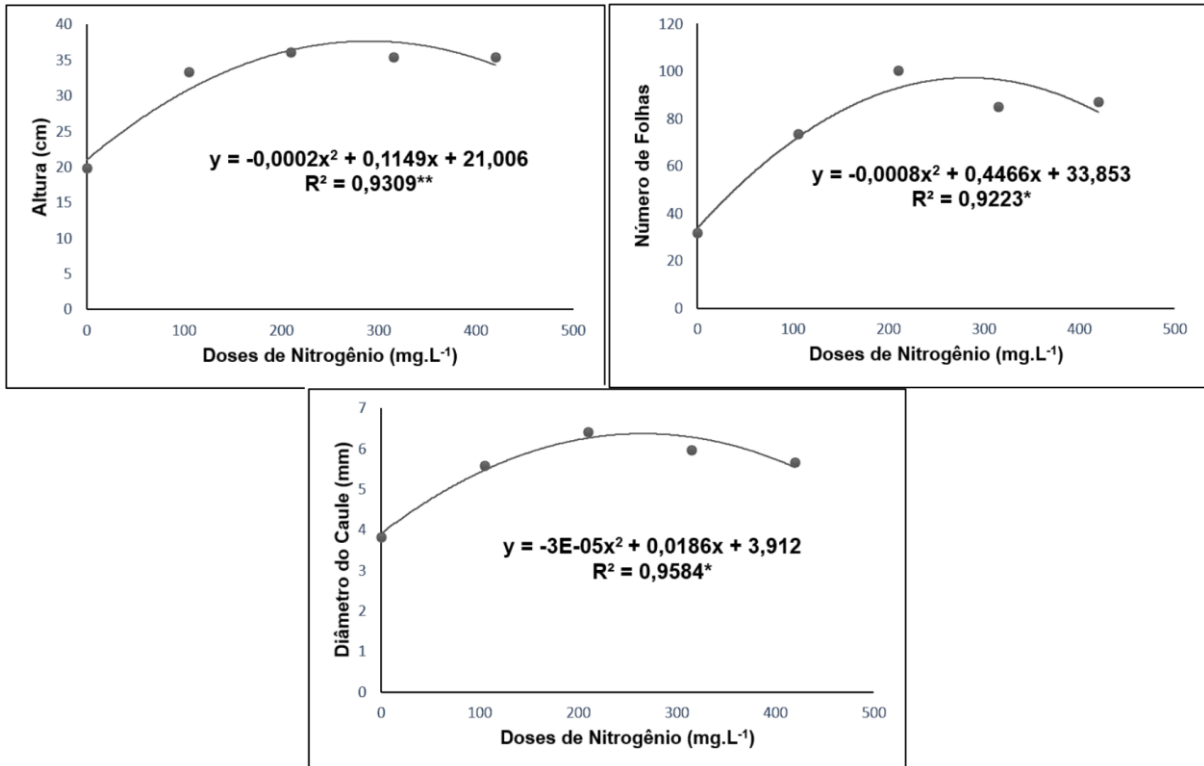 Altura (cm)
40
35
30
25
20
15
10
5
0
y = -0,0002x² + 0,1149x + 21,006
R² = 0,9309**
0 100 200 300 400 500
Doses de Nitrogênio (mg.L⁻¹)
Número de Folhas
120
100
80
60
40
20
0
y = -0,0008x² + 0,4466x + 33,853
R² = 0,9223*
0 100 200 300 400 500
Doses de Nitrogênio (mg.L⁻¹)
Diâmetro do Caule (mm)
7
6
5
4
3
2
1
0
y = -3E-05x² + 0,0186x + 3,912
R² = 0,9584*
0 100 200 300 400 500
Doses de Nitrogênio (mg.L⁻¹)